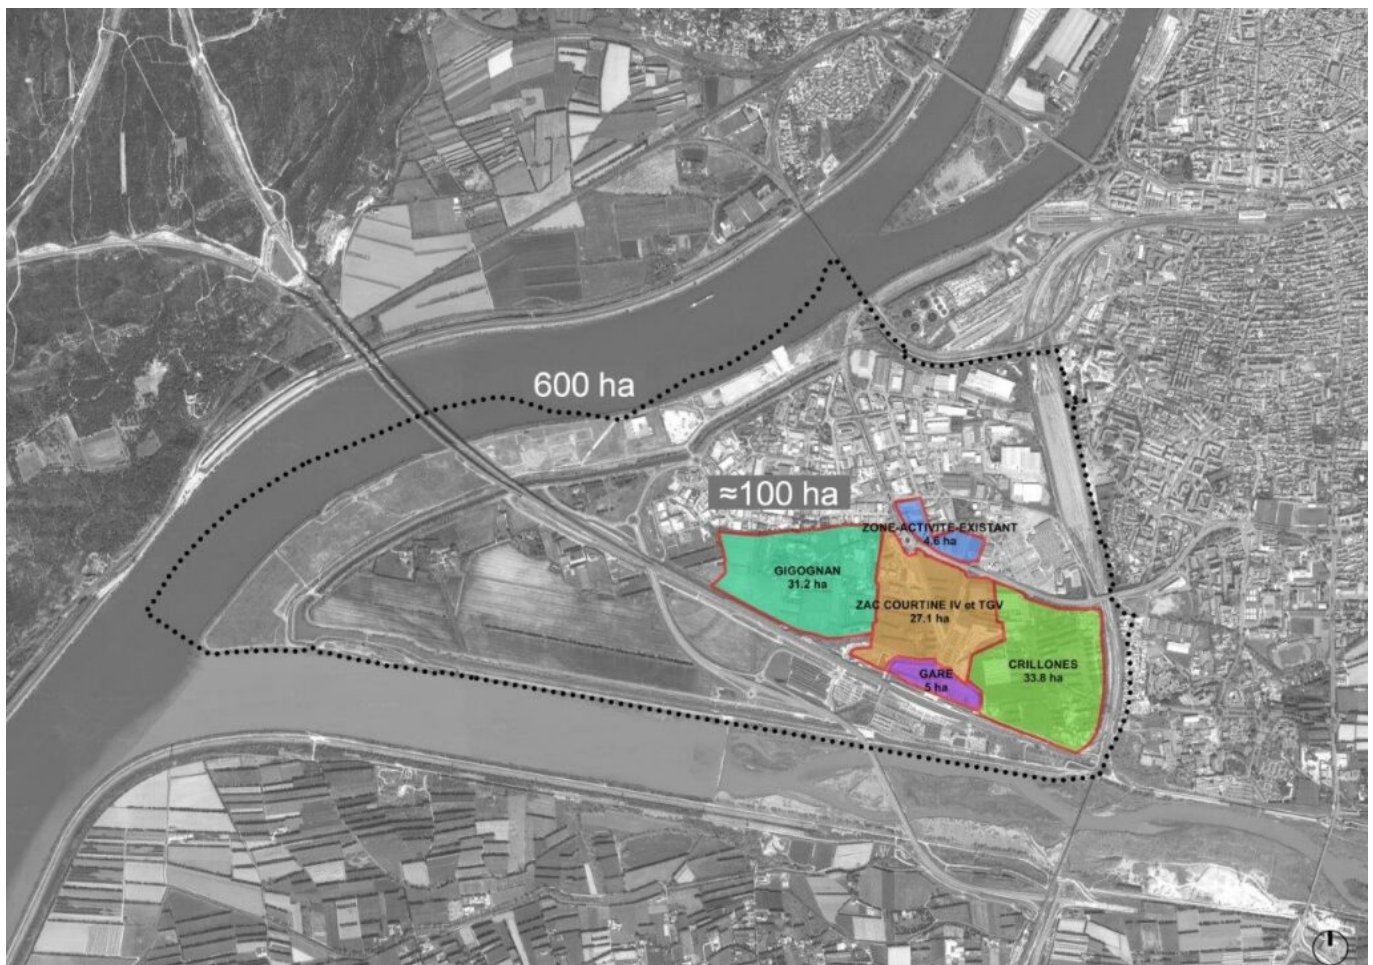 600 ha
≈100 ha
ZONE-ACTIVITE-EXISTANT
4.6 ha
GIGOGNAN
31.2 ha
ZAC COURTINE IV et TGV
27.1 ha
CRILLONES
33.8 ha
GARE
5 ha